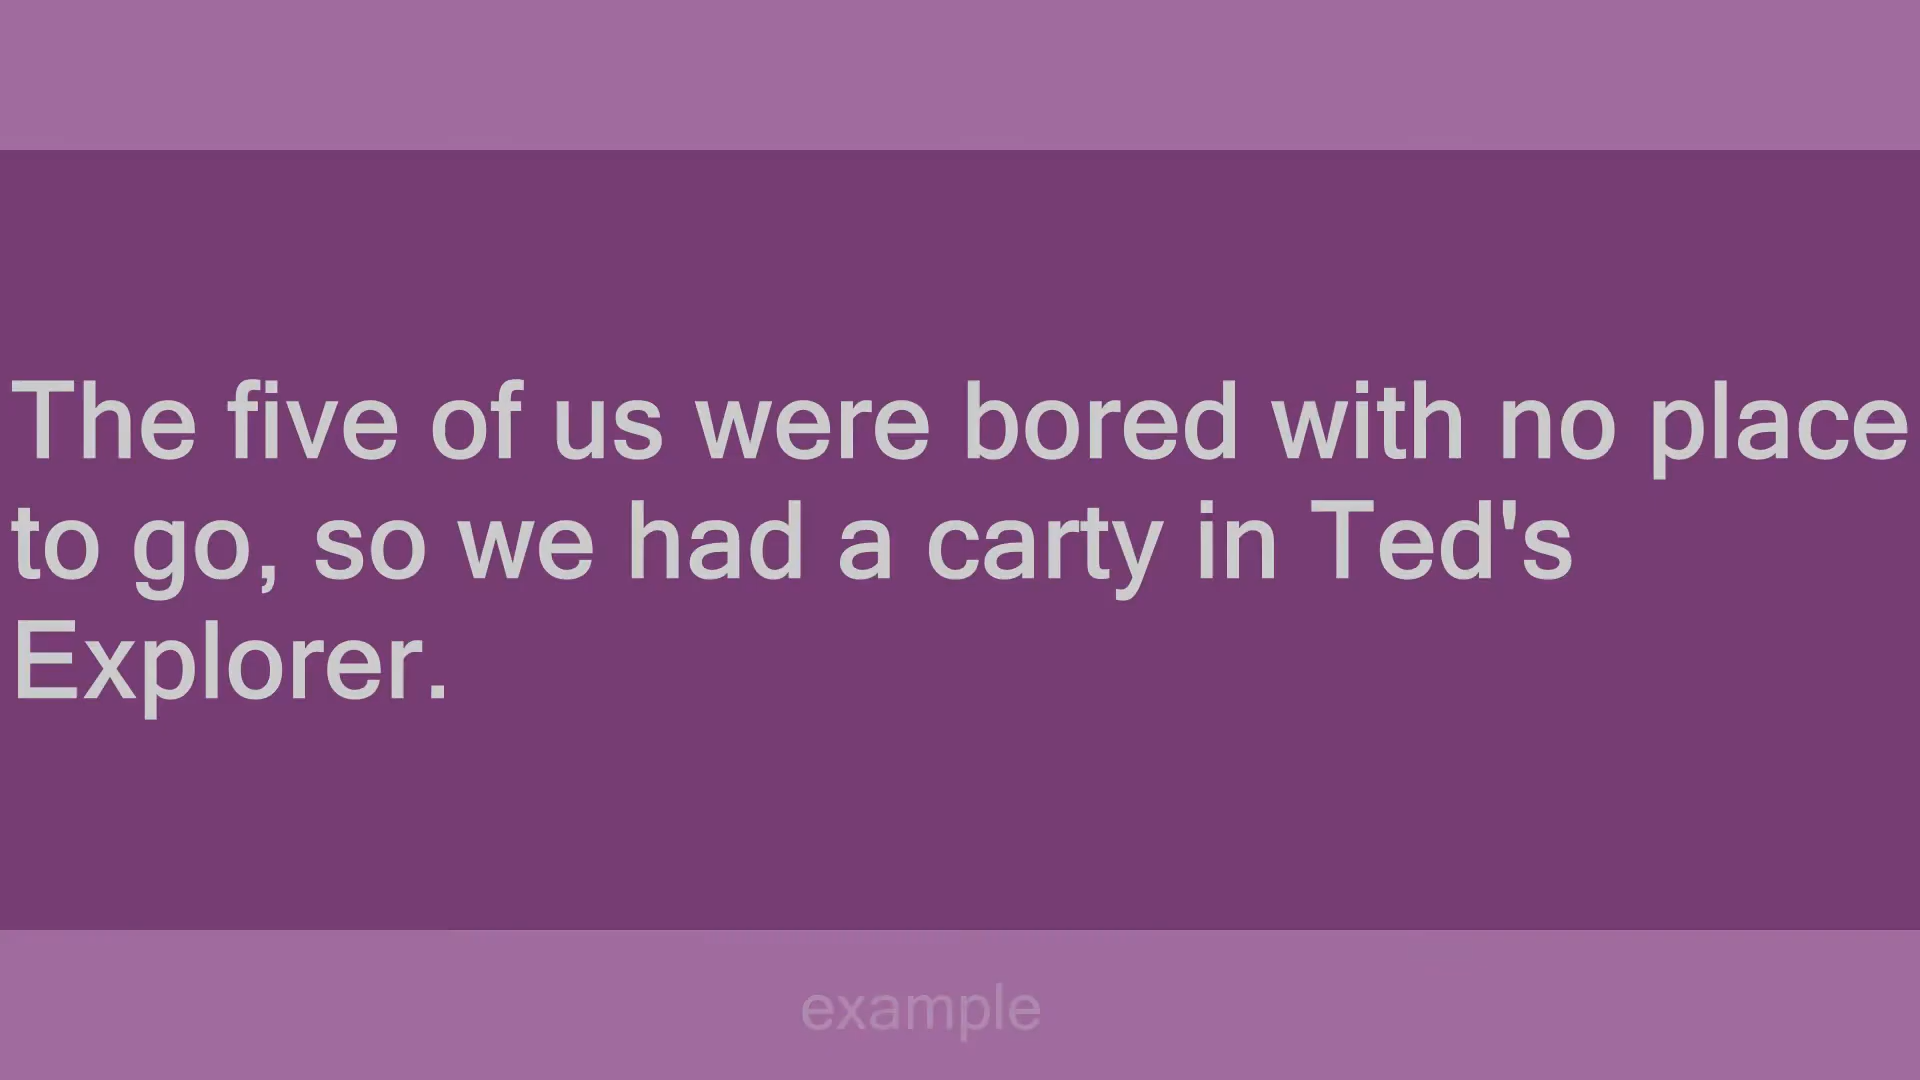 The five of us were bored with no place
to go, so we had a carty in Ted's
Explorer.
example